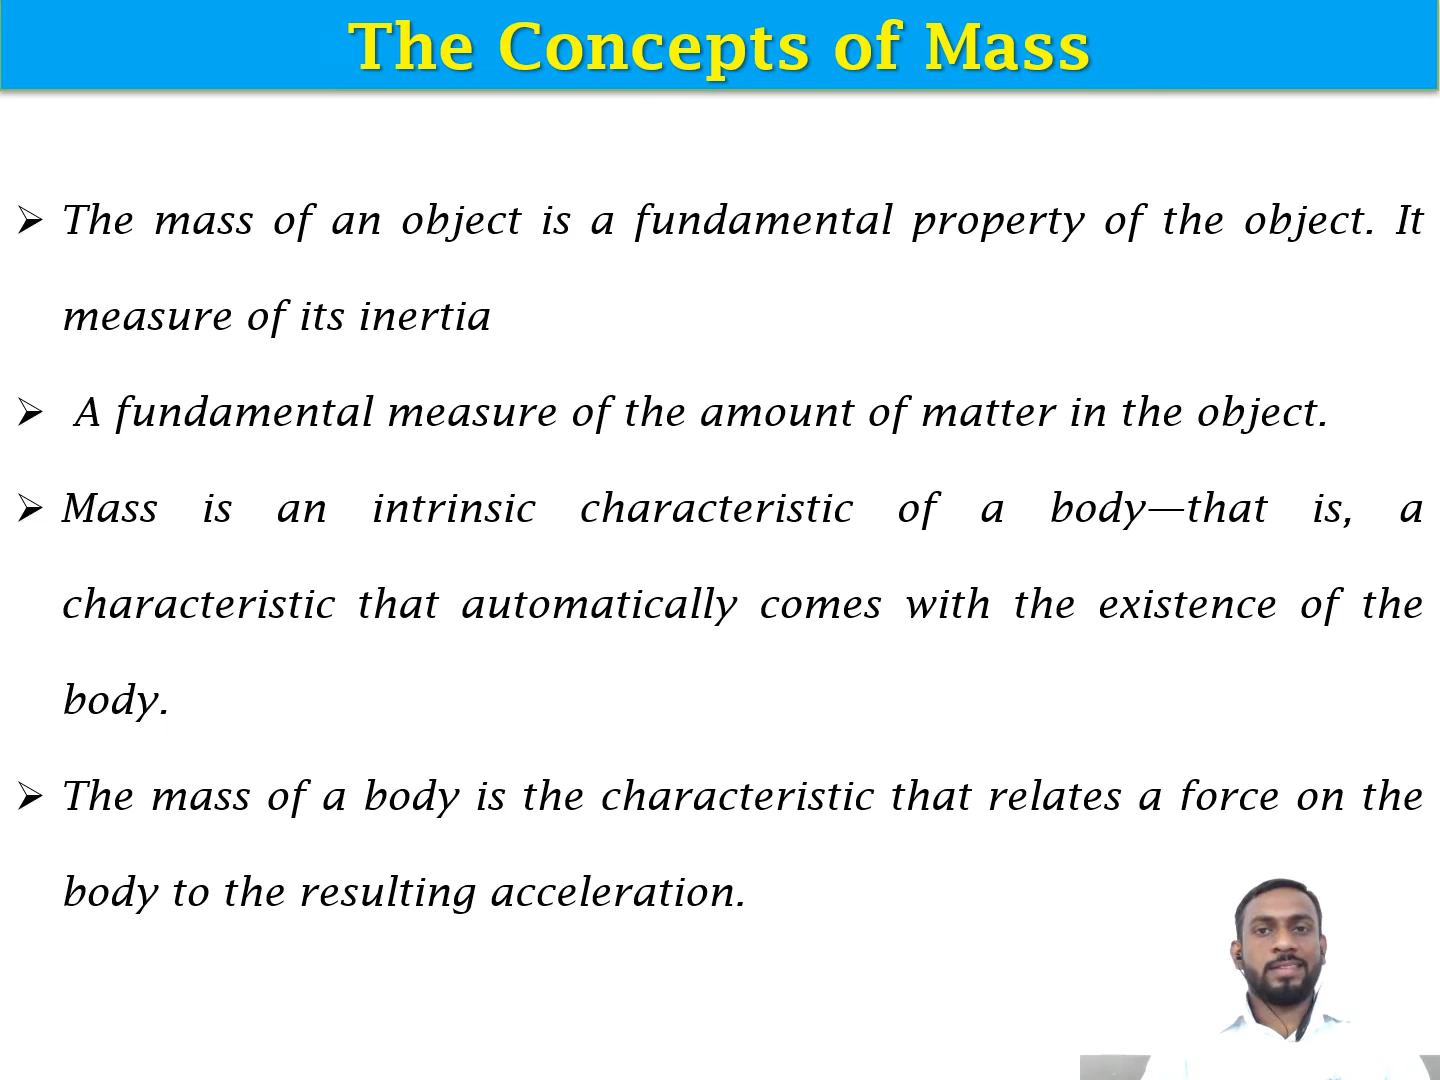 The Concepts of Mass
➢ The mass of an object is a fundamental property of the object. It
measure of its inertia
➢ A fundamental measure of the amount of matter in the object.
➢ Mass is an intrinsic characteristic of a body—that is, a
characteristic that automatically comes with the existence of the
body.
➢ The mass of a body is the characteristic that relates a force on the
body to the resulting acceleration.